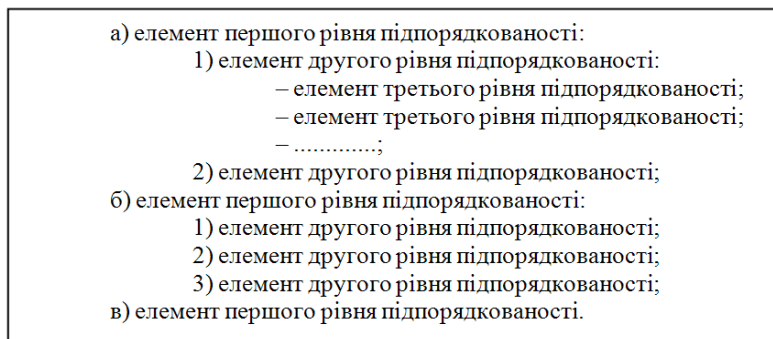 а) елемент першого рівня підпорядкованості:
1) елемент другого рівня підпорядкованості:
– елемент третього рівня підпорядкованості;
– елемент третього рівня підпорядкованості;
– .............;
2) елемент другого рівня підпорядкованості;
б) елемент першого рівня підпорядкованості:
1) елемент другого рівня підпорядкованості;
2) елемент другого рівня підпорядкованості;
3) елемент другого рівня підпорядкованості;
в) елемент першого рівня підпорядкованості.